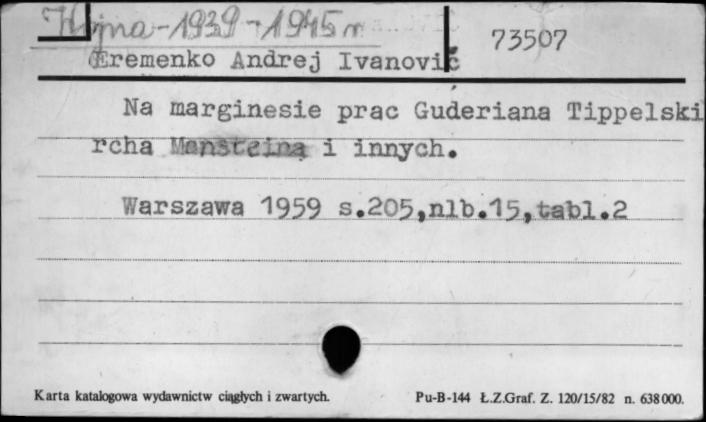 Wojna-1939-1945 r
73507
Eremenko Andrej Ivanović
Na marginesie prac Guderiana Tippelski
rcha Mansteina i innych.
Warszawa 1959 s.205,nlb.15,tabl.2
Karta katalogowa wydawnictw ciągłych i zwartych.
Pu-B-144 Ł.Z.Graf. Z. 120/15/82 n. 638000.